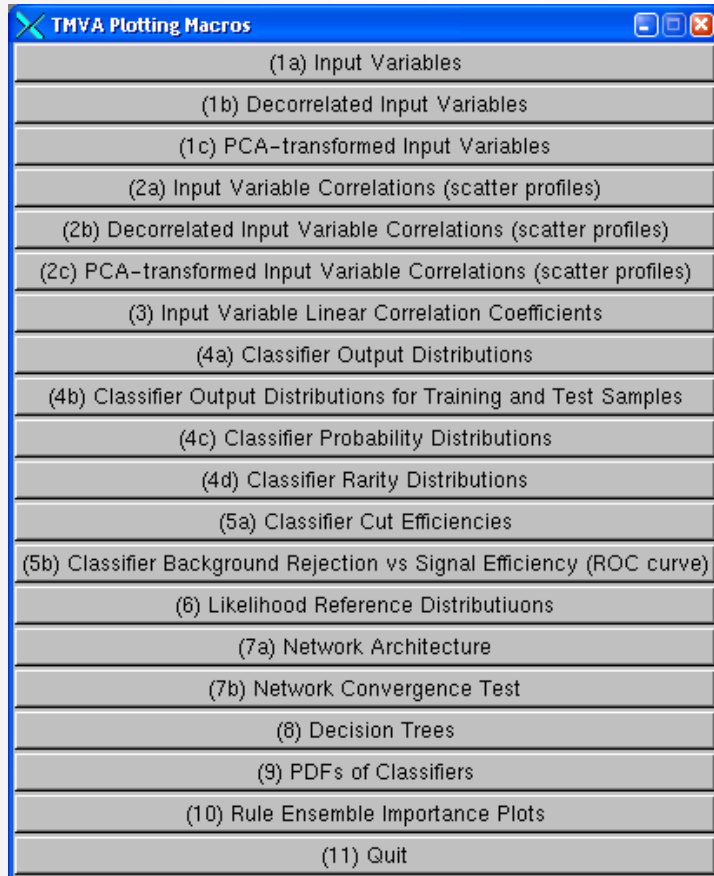 TMVA Plotting Macros
(1a) Input Variables
(1b) Decorrelated Input Variables
(1c) PCA-transformed Input Variables
(2a) Input Variable Correlations (scatter profiles)
(2b) Decorrelated Input Variable Correlations (scatter profiles)
(2c) PCA-transformed Input Variable Correlations (scatter profiles)
(3) Input Variable Linear Correlation Coefficients
(4a) Classifier Output Distributions
(4b) Classifier Output Distributions for Training and Test Samples
(4c) Classifier Probability Distributions
(4d) Classifier Rarity Distributions
(5a) Classifier Cut Efficiencies
(5b) Classifier Background Rejection vs Signal Efficiency (ROC curve)
(6) Likelihood Reference Distributiuons
(7a) Network Architecture
(7b) Network Convergence Test
(8) Decision Trees
(9) PDFs of Classifiers
(10) Rule Ensemble Importance Plots
(11) Quit